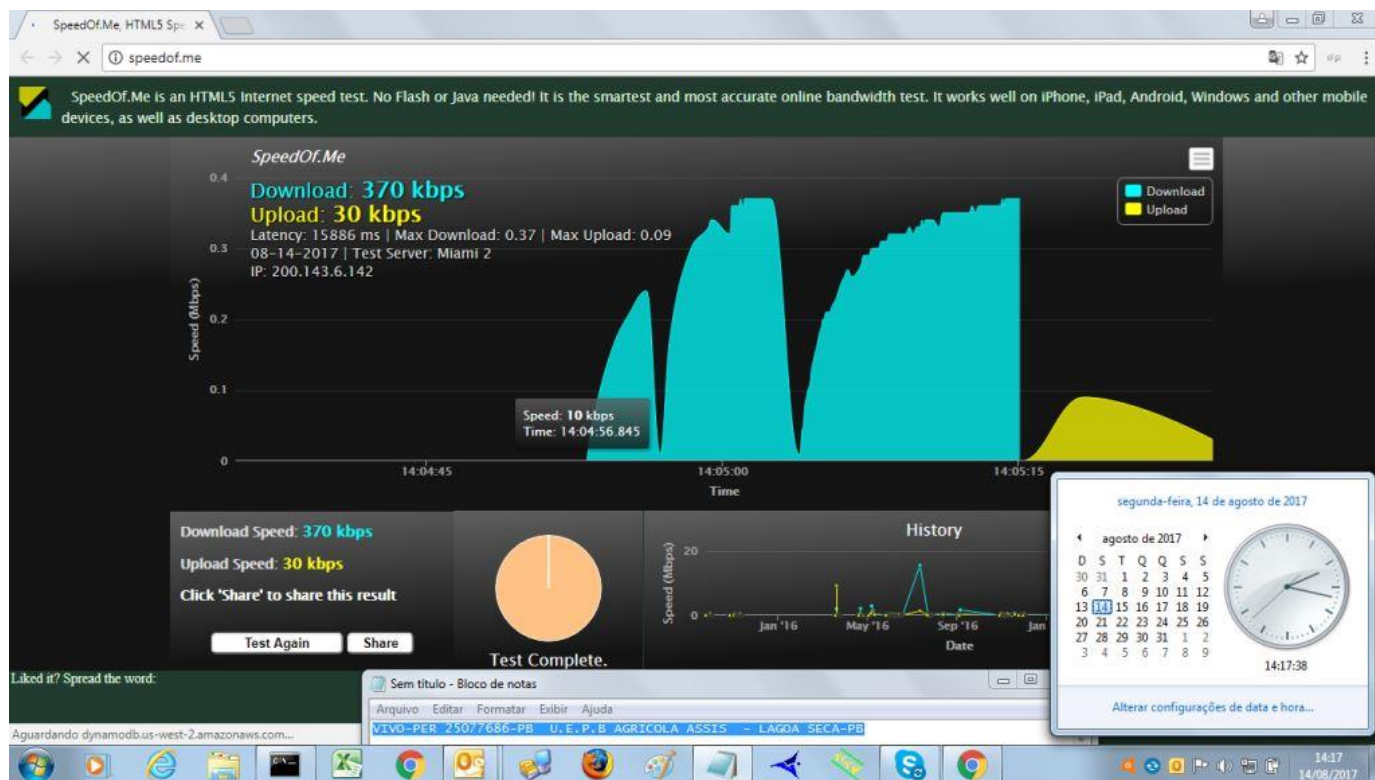 SpeedOf.Me, HTML5 Spe
speedof.me
SpeedOf.Me is an HTML5 Internet speed test. No Flash or Java needed! It is the smartest and most accurate online bandwidth test. It works well on iPhone, iPad, Android, Windows and other mobile
devices, as well as desktop computers.
SpeedOf.Me
Download: 370 kbps
Upload: 30 kbps
Latency: 15886 ms | Max Download: 0.37 | Max Upload: 0.09
08-14-2017 | Test Server: Miami 2
IP: 200.143.6.142
Download
Upload
Speed (Mbps)
0.4
0.3
0.2
0.1
0
Speed: 10 kbps
Time: 14:04:56.845
14:04:45 14:05:00 14:05:15
Time
Download Speed: 370 kbps
Upload Speed: 30 kbps
Click 'Share' to share this result
Test Again Share
Test Complete.
History
Speed (Mbps)
20
0
Jan '16 May '16 Sep '16 Jan
Date
segunda-feira, 14 de agosto de 2017
agosto de 2017
D S T Q Q S S
30 31 1 2 3 4 5
6 7 8 9 10 11 12
13 14 15 16 17 18 19
20 21 22 23 24 25 26
27 28 29 30 31 1 2
3 4 5 6 7 8 9
14:17:38
Alterar configurações de data e hora...
Liked it? Spread the word:
Sem título - Bloco de notas
Arquivo Editar Formatar Exibir Ajuda
VIVO-PER 25077686-PB U.E.P.B AGRICOLA ASSIS - LAGOA SECA-PB
Aguardando dynamodb.us-west-2.amazonaws.com...
14:17
14/08/2017